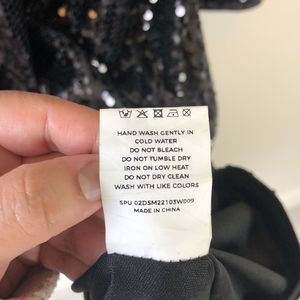 HAND WASH GENTLY IN
COLD WATER
DO NOT BLEACH
DO NOT TUMBLE DRY
IRON ON LOW HEAT
DO NOT DRY CLEAN
WASH WITH LIKE COLORS
SPU 02DSM22103W009
MADE IN CHINA